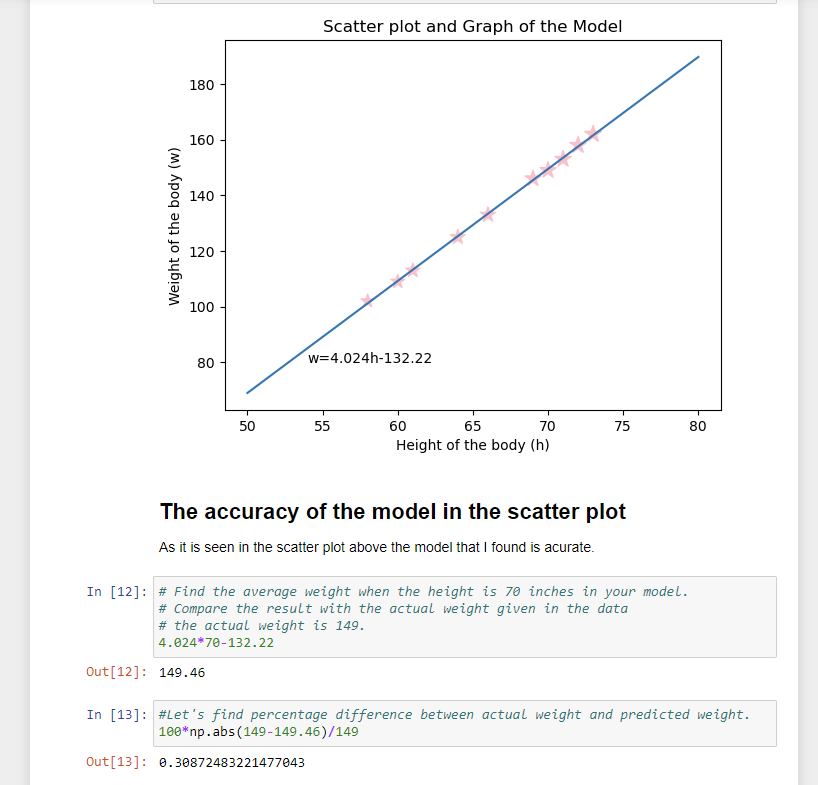 Scatter plot and Graph of the Model
180
160
140
120
100
80
Weight of the body (w)
w=4.024h-132.22
50 55 60 65 70 75 80
Height of the body (h)
The accuracy of the model in the scatter plot
As it is seen in the scatter plot above the model that I found is acurate.
In [12]: # Find the average weight when the height is 70 inches in your model.
# Compare the result with the actual weight given in the data
# the actual weight is 149.
4.024*70-132.22
Out[12]: 149.46
In [13]: #Let's find percentage difference between actual weight and predicted weight.
100*np.abs(149-149.46)/149
Out[13]: 0.30872483221477043